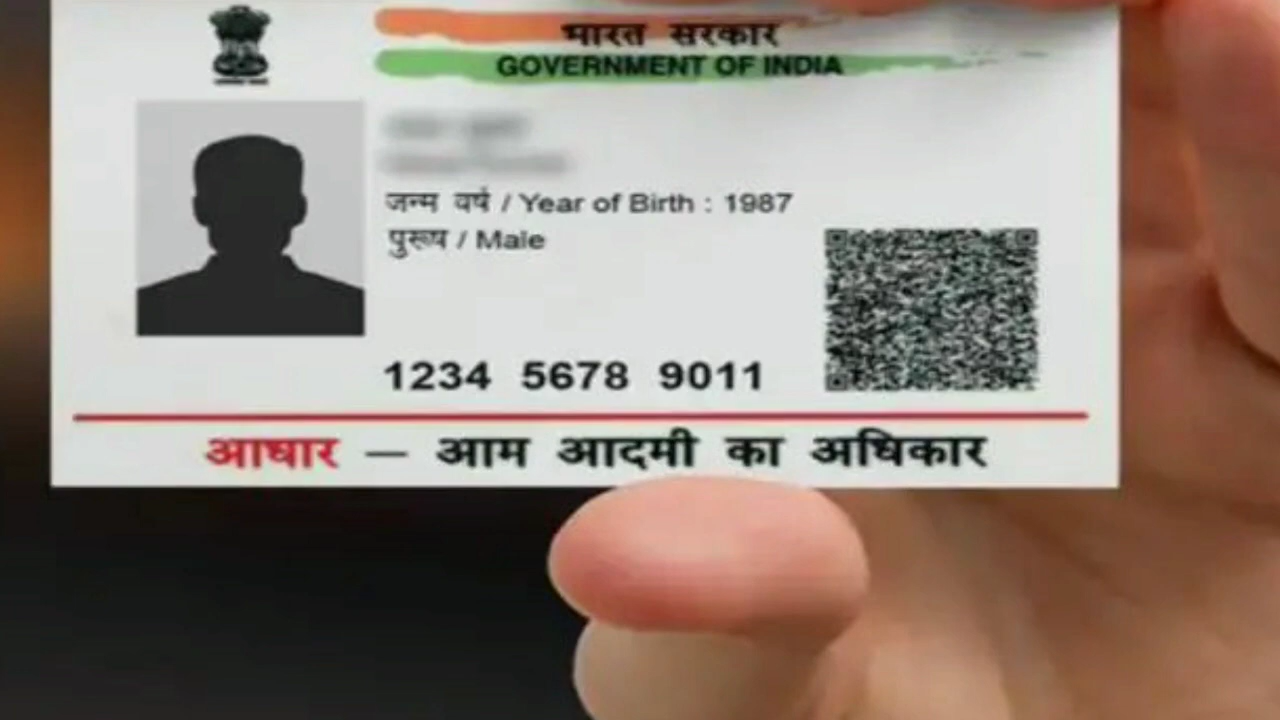 भारत सरकार
GOVERNMENT OF INDIA
जन्म वर्ष / Year of Birth : 1987
पुरूष / Male
1234 5678 9011
आधार — आम आदमी का अधिकार